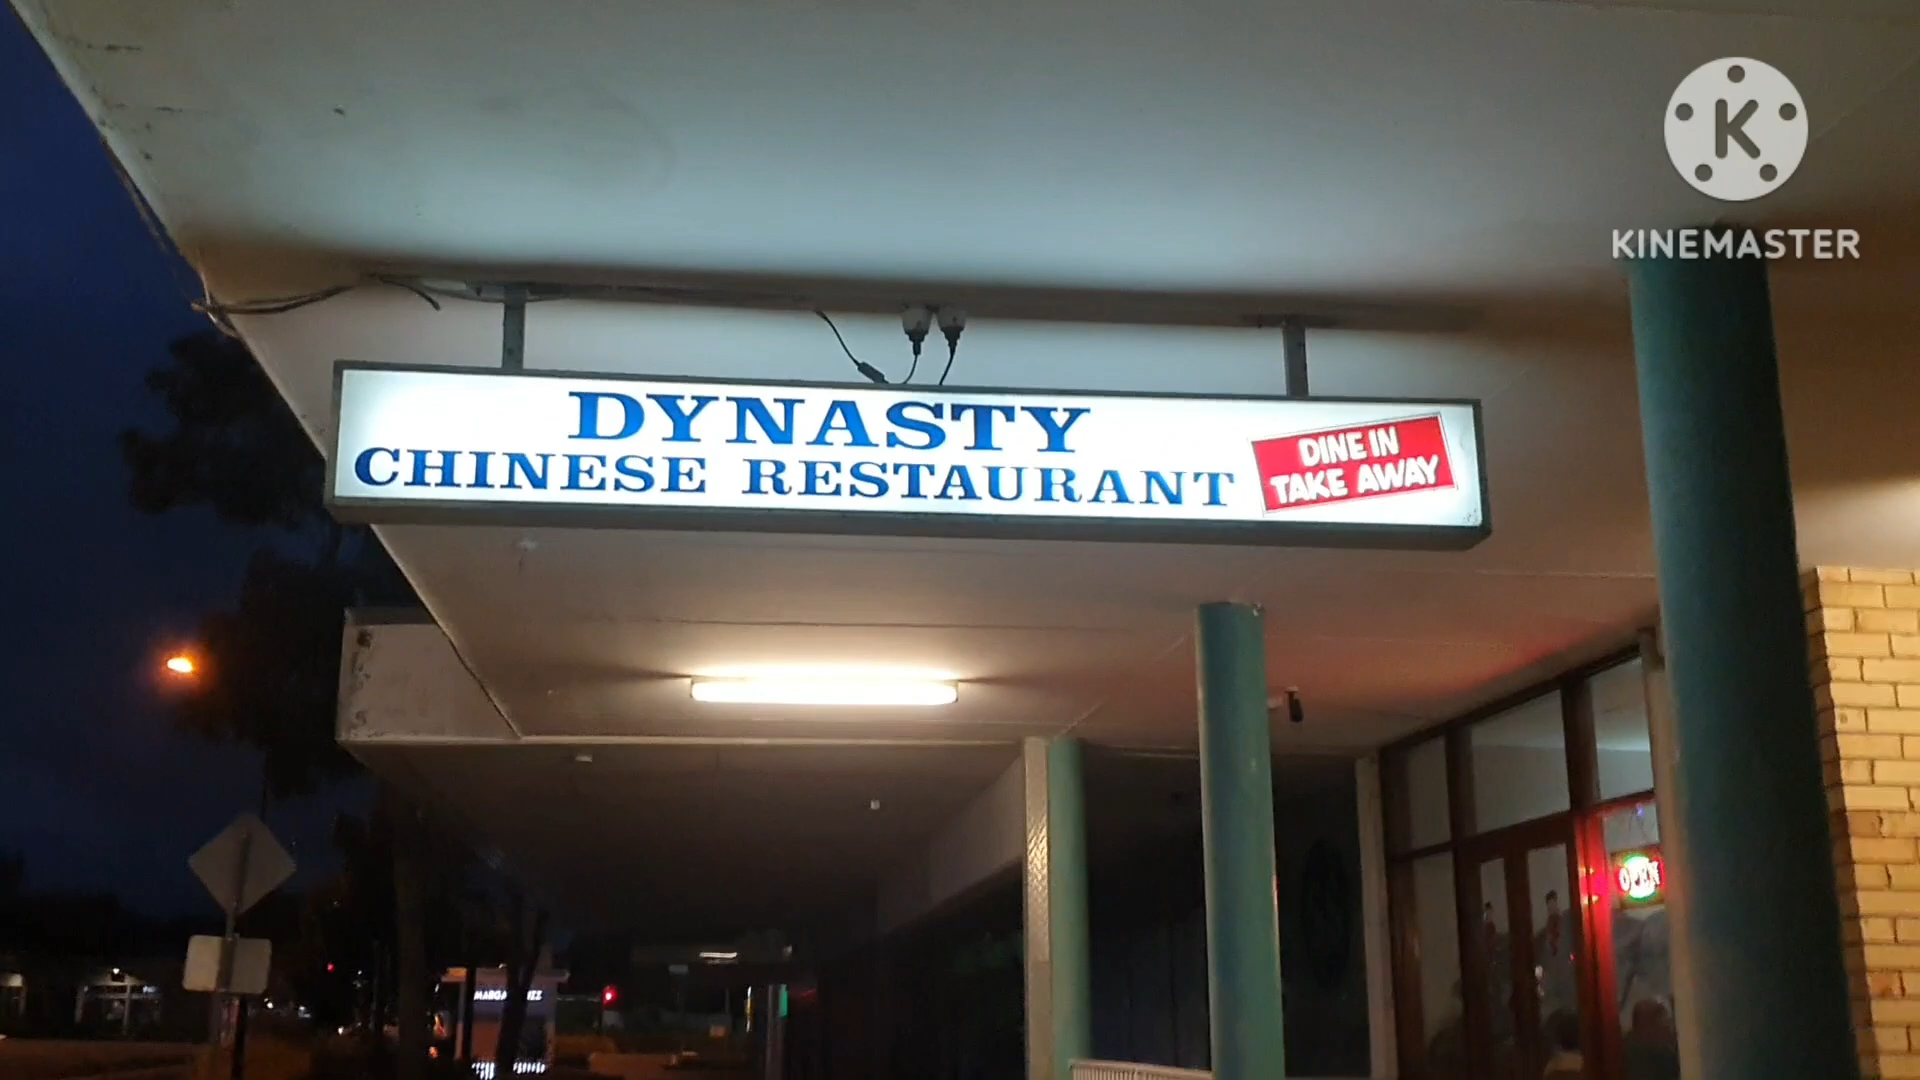 K
KINEMASTER
DYNASTY
CHINESE RESTAURANT
DINE IN
TAKE AWAY
OPEN